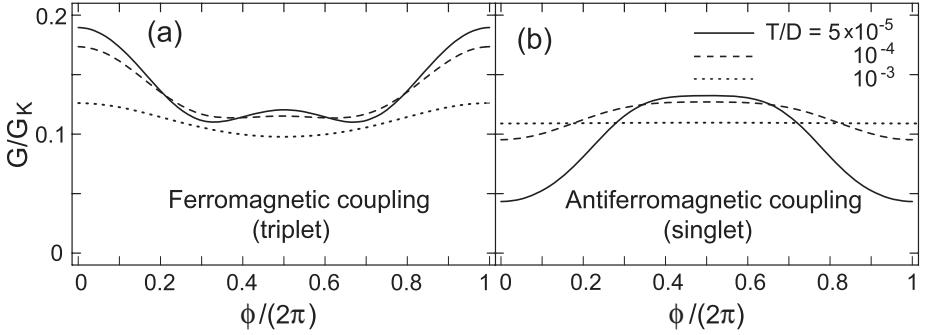 0.2
0.1
0
G/G_K
(a)
Ferromagnetic coupling
(triplet)
0 0.2 0.4 0.6 0.8 1
ϕ/(2π)
(b)
T/D = 5×10^-5
10^-4
10^-3
Antiferromagnetic coupling
(singlet)
0 0.2 0.4 0.6 0.8 1
ϕ/(2π)